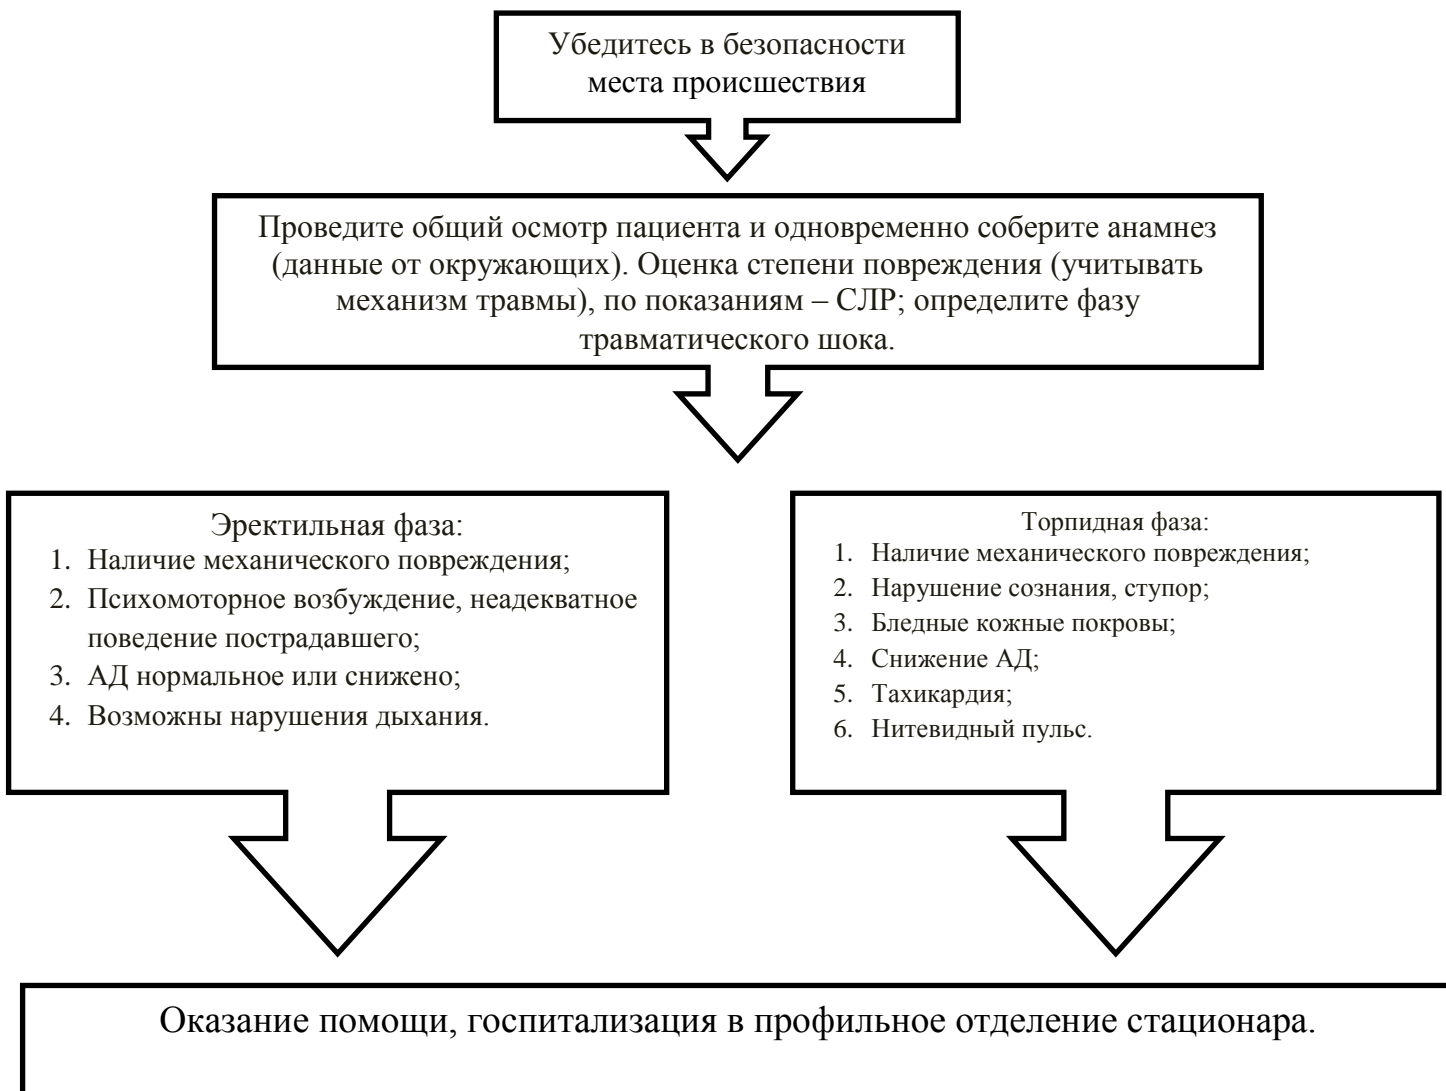 Убедитесь в безопасности
места происшествия
Проведите общий осмотр пациента и одновременно соберите анамнез
(данные от окружающих). Оценка степени повреждения (учитывать
механизм травмы), по показаниям – СЛР; определите фазу
травматического шока.
Эректильная фаза:
1. Наличие механического повреждения;
2. Психомоторное возбуждение, неадекватное
поведение пострадавшего;
3. АД нормальное или снижено;
4. Возможны нарушения дыхания.
Торпидная фаза:
1. Наличие механического повреждения;
2. Нарушение сознания, ступор;
3. Бледные кожные покровы;
4. Снижение АД;
5. Тахикардия;
6. Нитевидный пульс.
Оказание помощи, госпитализация в профильное отделение стационара.